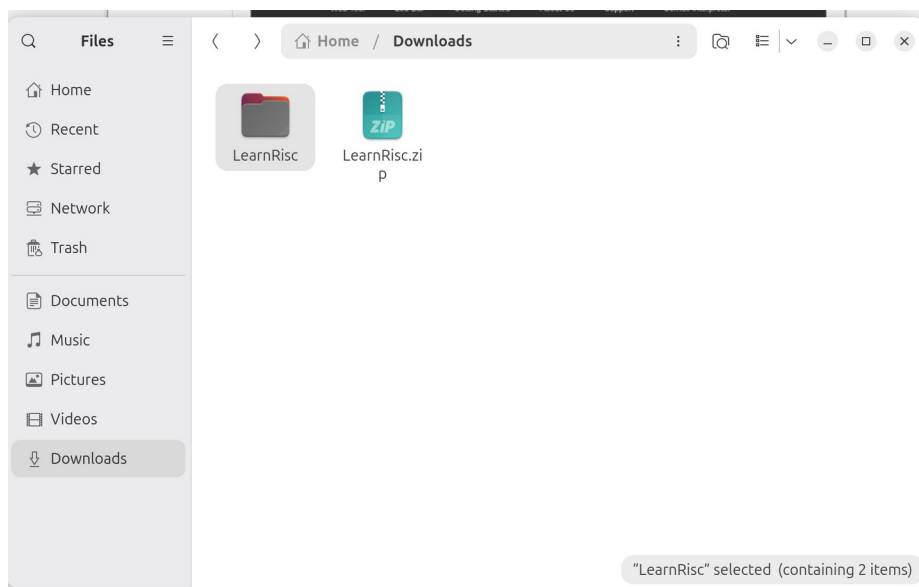 Files
Home / Downloads
Home
Recent
Starred
Network
Trash
Documents
Music
Pictures
Videos
Downloads
LearnRisc
ZiP
LearnRisc.zi
p
“LearnRisc” selected (containing 2 items)